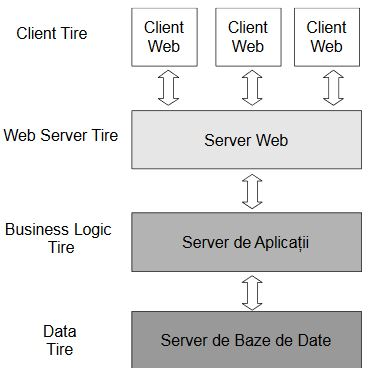 Client Tire
Client
Web
Client
Web
Client
Web
Web Server Tire
Server Web
Business Logic
Tire
Server de Aplicații
Data
Tire
Server de Baze de Date